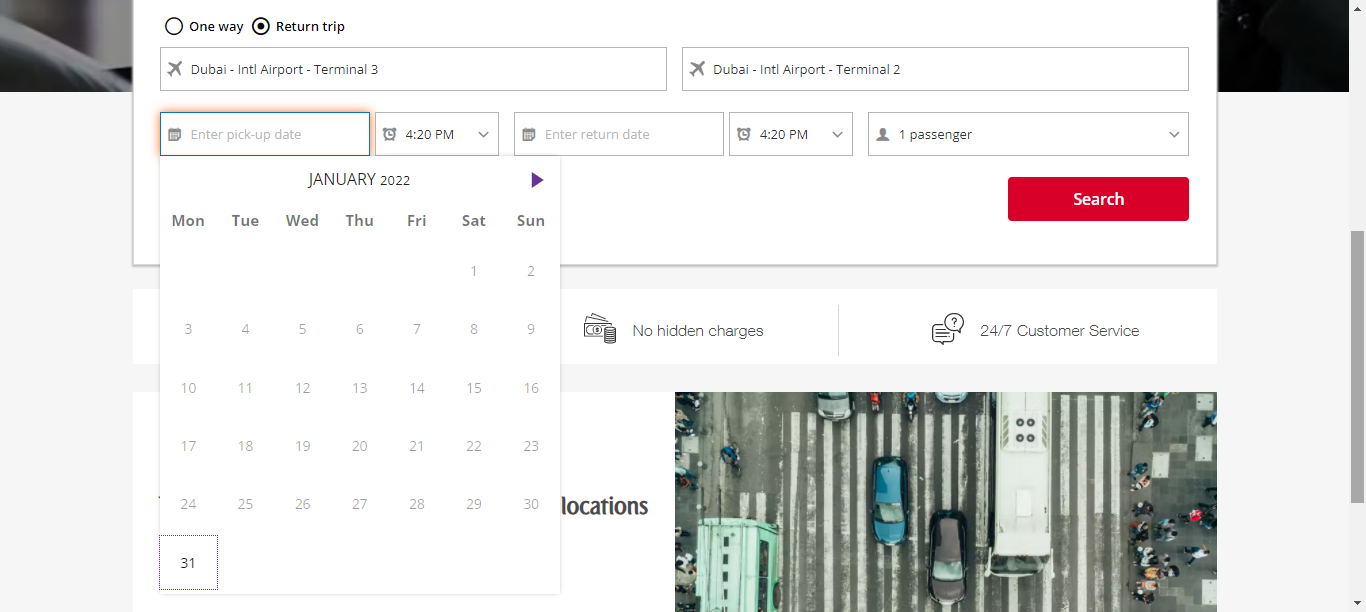 One way Return trip
Dubai - Intl Airport - Terminal 3 Dubai - Intl Airport - Terminal 2
Enter pick-up date 4:20 PM Enter return date 4:20 PM 1 passenger
JANUARY 2022
Search
Mon Tue Wed Thu Fri Sat Sun
1 2
3 4 5 6 7 8 9
No hidden charges 24/7 Customer Service
10 11 12 13 14 15 16
17 18 19 20 21 22 23
24 25 26 27 28 29 30
locations
31